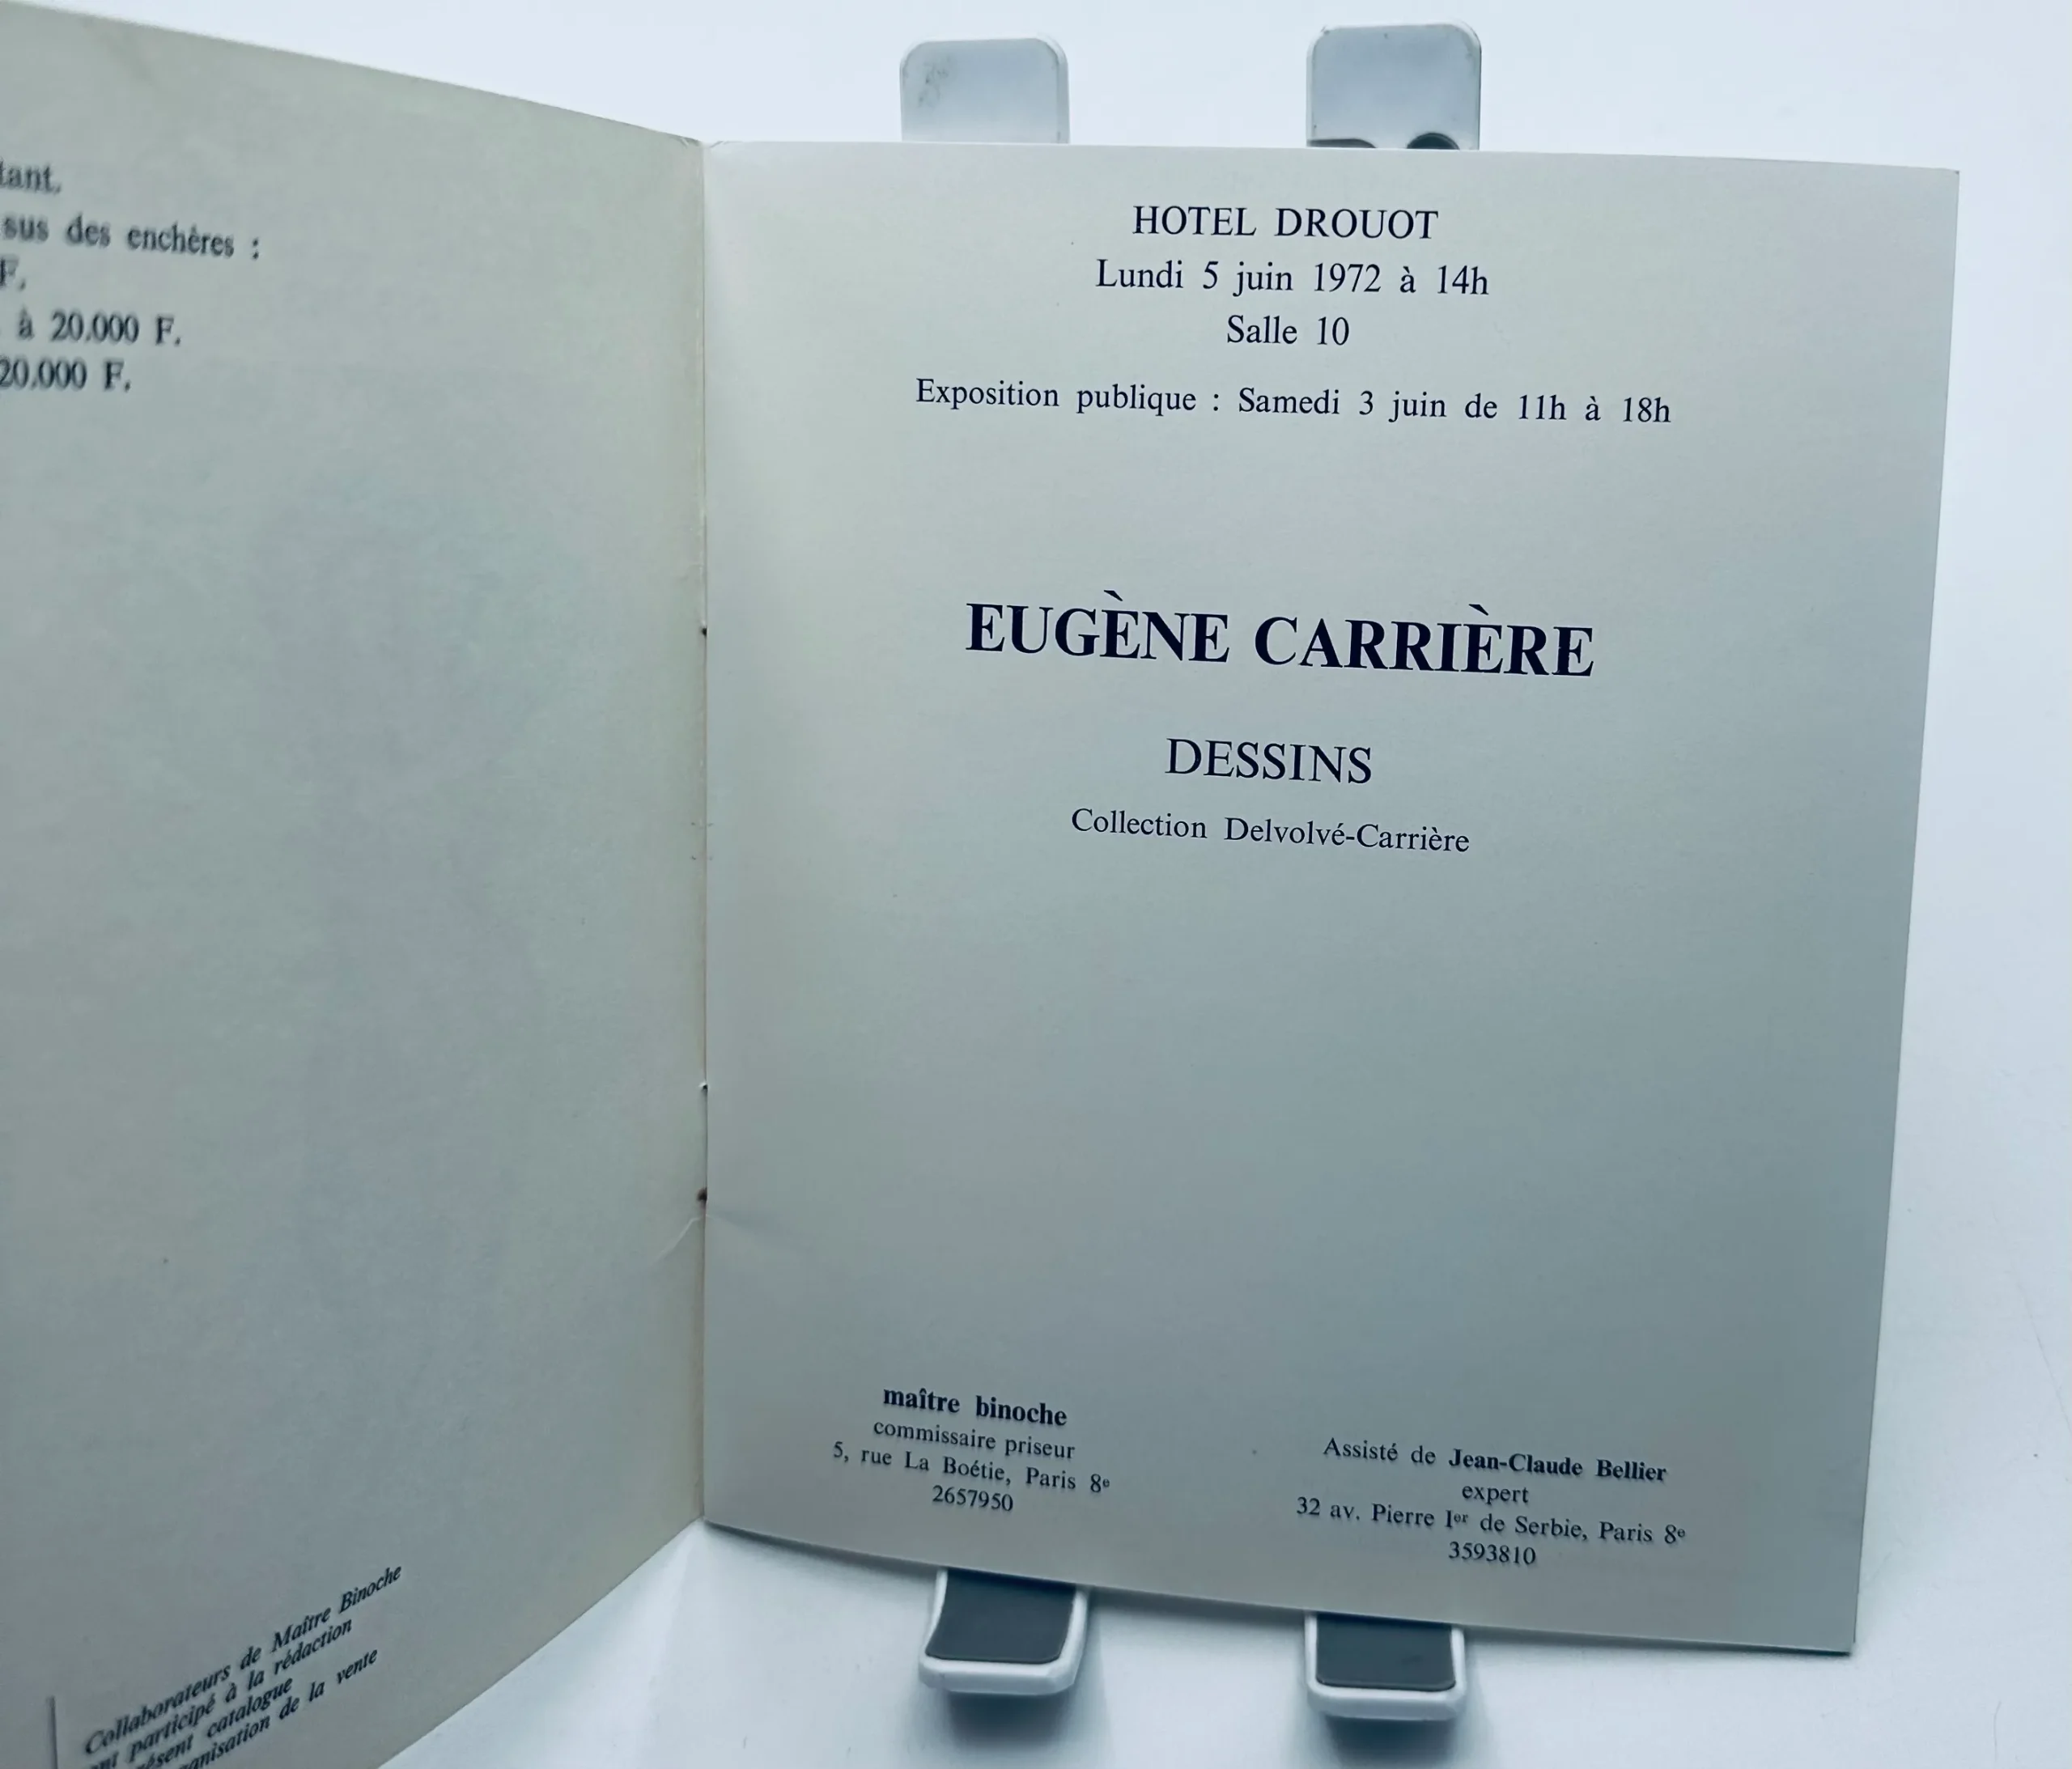 sus des enchères :
F.
à 20.000 F.
20.000 F.
Collaborateurs de Maître Binoche
participé à la rédaction
catalogue
de la vente
HOTEL DROUOT
Lundi 5 juin 1972 à 14h
Salle 10
Exposition publique : Samedi 3 juin de 11h à 18h
EUGÈNE CARRIÈRE
DESSINS
Collection Delvolvé-Carrière
maître binoche
commissaire priseur
5, rue La Boétie, Paris 8e
2657950
Assisté de Jean-Claude Bellier
expert
32 av. Pierre Ier de Serbie, Paris 8e
3593810